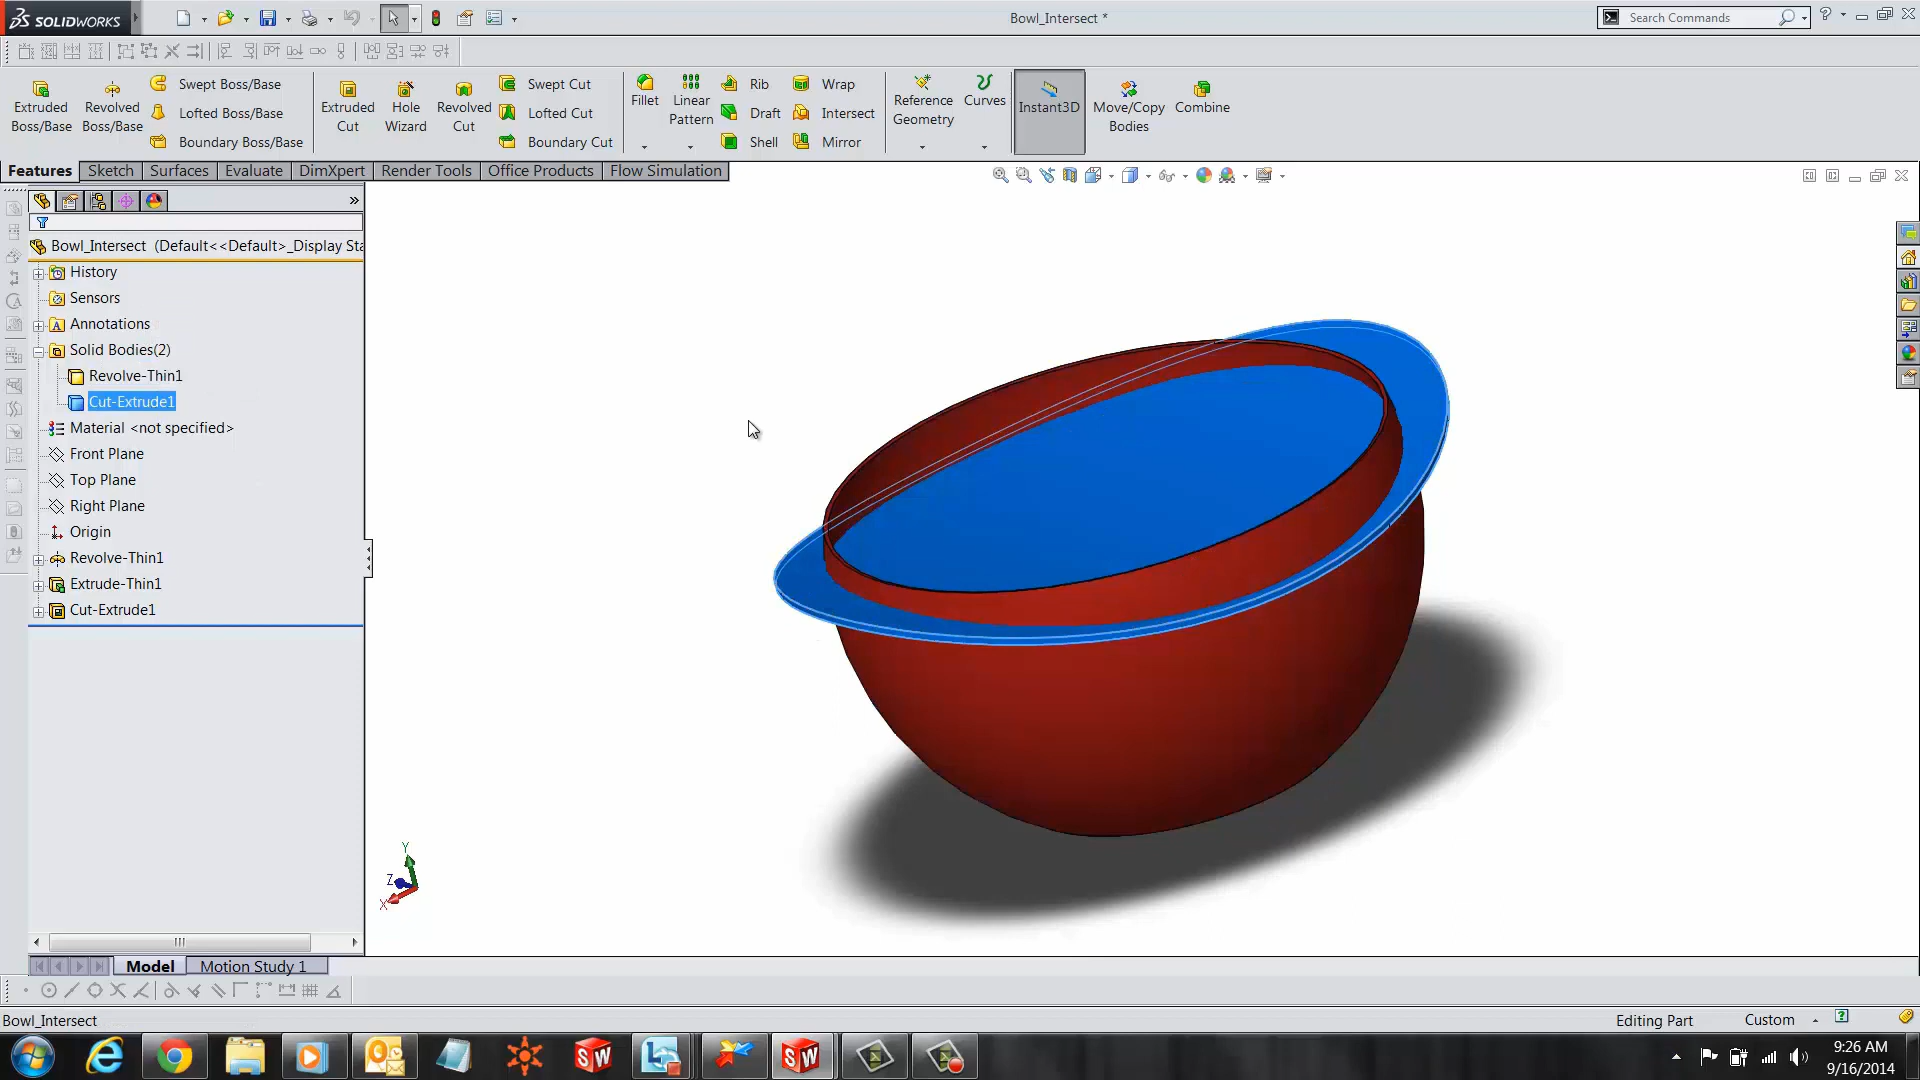 SOLIDWORKS
Bowl_Intersect *
Search Commands
Extruded Boss/Base
Revolved Boss/Base
Swept Boss/Base
Lofted Boss/Base
Boundary Boss/Base
Extruded Cut
Hole Wizard
Revolved Cut
Swept Cut
Lofted Cut
Boundary Cut
Fillet
Linear Pattern
Rib
Draft
Shell
Wrap
Intersect
Mirror
Reference Geometry
Curves
Instant3D
Move/Copy Bodies
Combine
Features
Sketch
Surfaces
Evaluate
DimXpert
Render Tools
Office Products
Flow Simulation
Bowl_Intersect (Default<<Default>_Display Sta
History
Sensors
Annotations
Solid Bodies(2)
Revolve-Thin1
Cut-Extrude1
Material <not specified>
Front Plane
Top Plane
Right Plane
Origin
Revolve-Thin1
Extrude-Thin1
Cut-Extrude1
Y
Z
X
Model
Motion Study 1
Bowl_Intersect
Editing Part
Custom
9:26 AM
9/16/2014